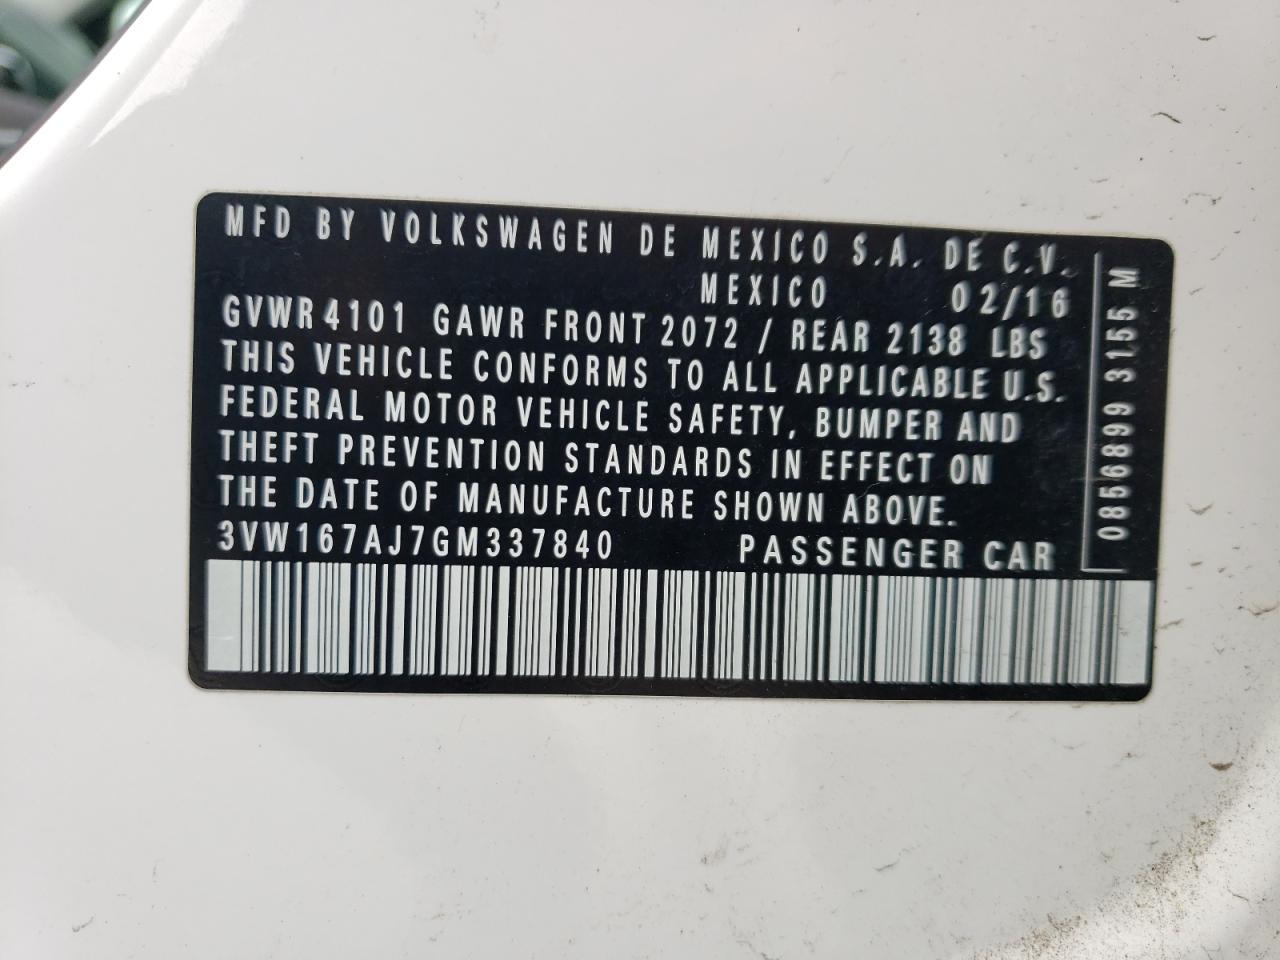 MFD BY VOLKSWAGEN DE MEXICO S.A. DE C.V.
MEXICO 02/16
GVWR 4101 GAWR FRONT 2072 / REAR 2138 LBS
THIS VEHICLE CONFORMS TO ALL APPLICABLE U.S.
FEDERAL MOTOR VEHICLE SAFETY, BUMPER AND
THEFT PREVENTION STANDARDS IN EFFECT ON
THE DATE OF MANUFACTURE SHOWN ABOVE.
3VW167AJ7GM337840 PASSENGER CAR
0856899 3155 M